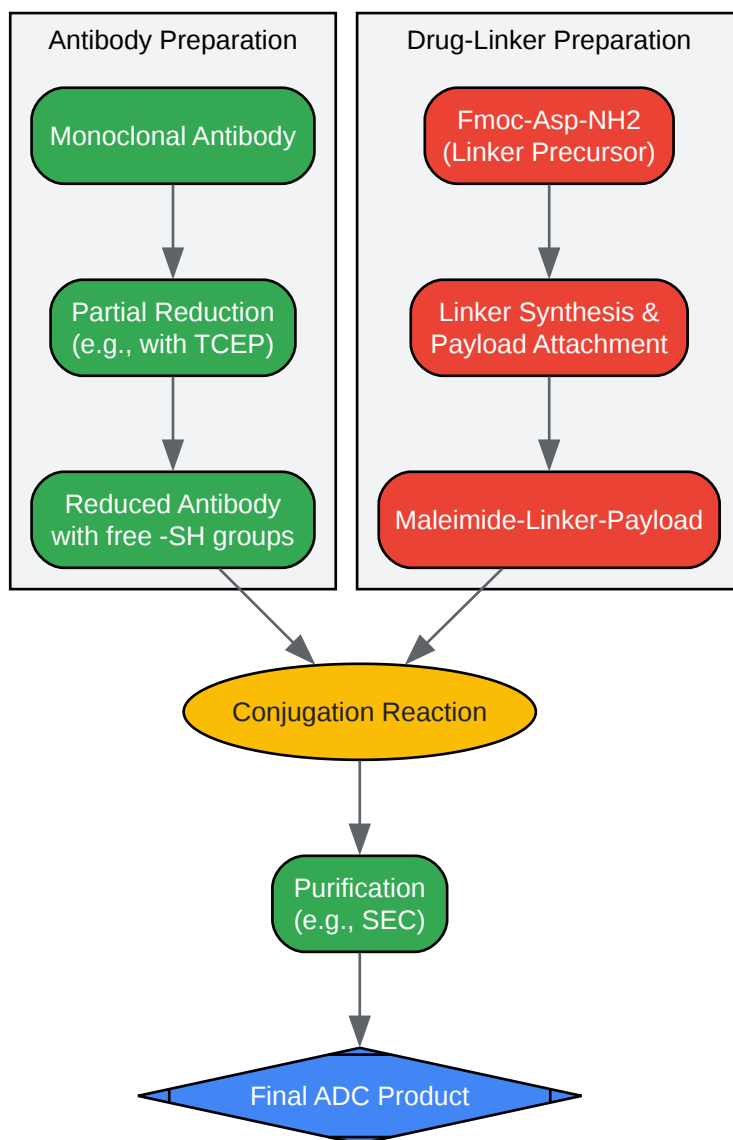 Antibody Preparation
Monoclonal Antibody
Partial Reduction
(e.g., with TCEP)
Reduced Antibody
with free -SH groups
Drug-Linker Preparation
Fmoc-Asp-NH2
(Linker Precursor)
Linker Synthesis &
Payload Attachment
Maleimide-Linker-Payload
Conjugation Reaction
Purification
(e.g., SEC)
Final ADC Product